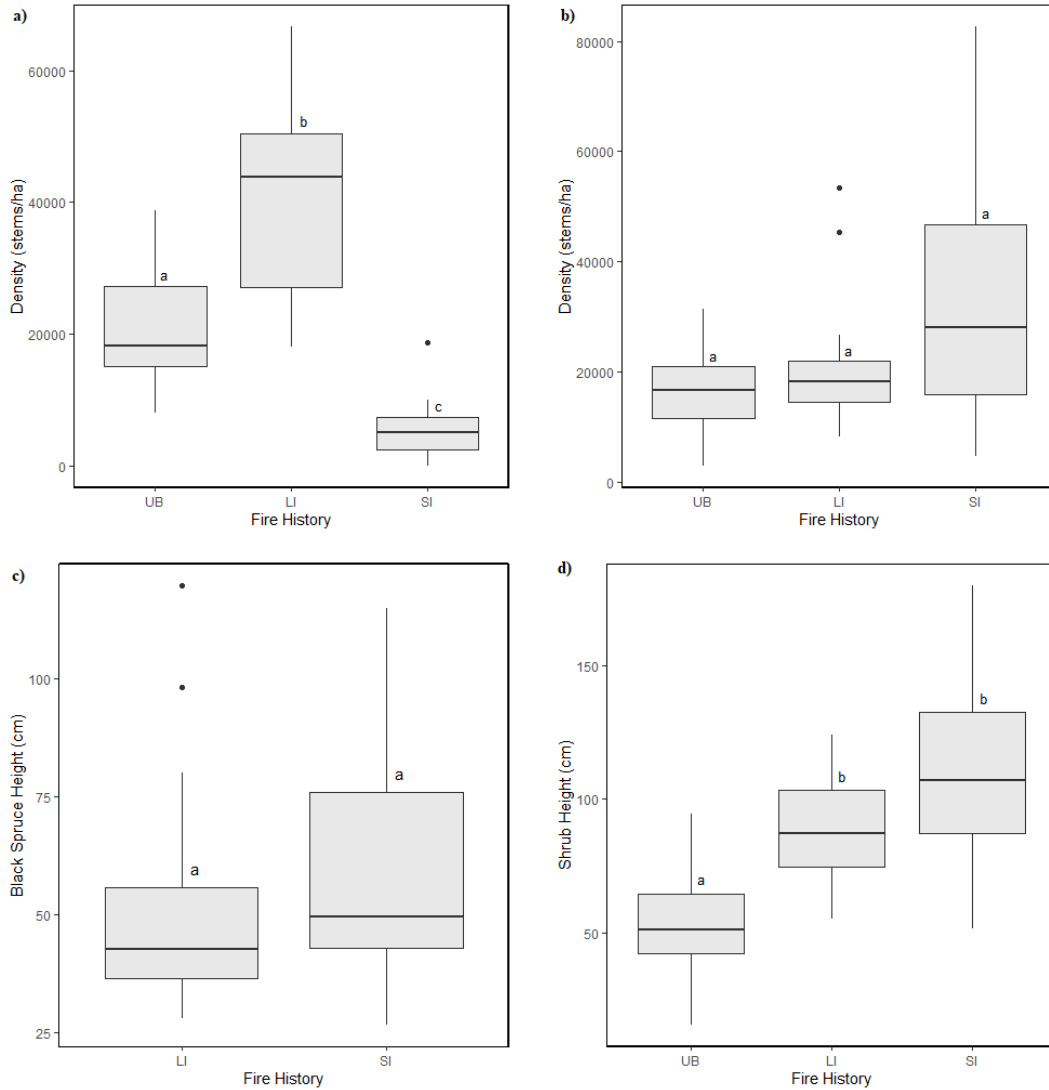 a)
Density (stems/ha)
60000
40000
20000
0
a
b
c
UB
LI
SI
Fire History
b)
Density (stems/ha)
80000
60000
40000
20000
0
a
a
a
UB
LI
SI
Fire History
c)
Black Spruce Height (cm)
100
75
50
25
a
a
LI
SI
Fire History
d)
Shrub Height (cm)
150
100
50
a
b
b
UB
LI
SI
Fire History